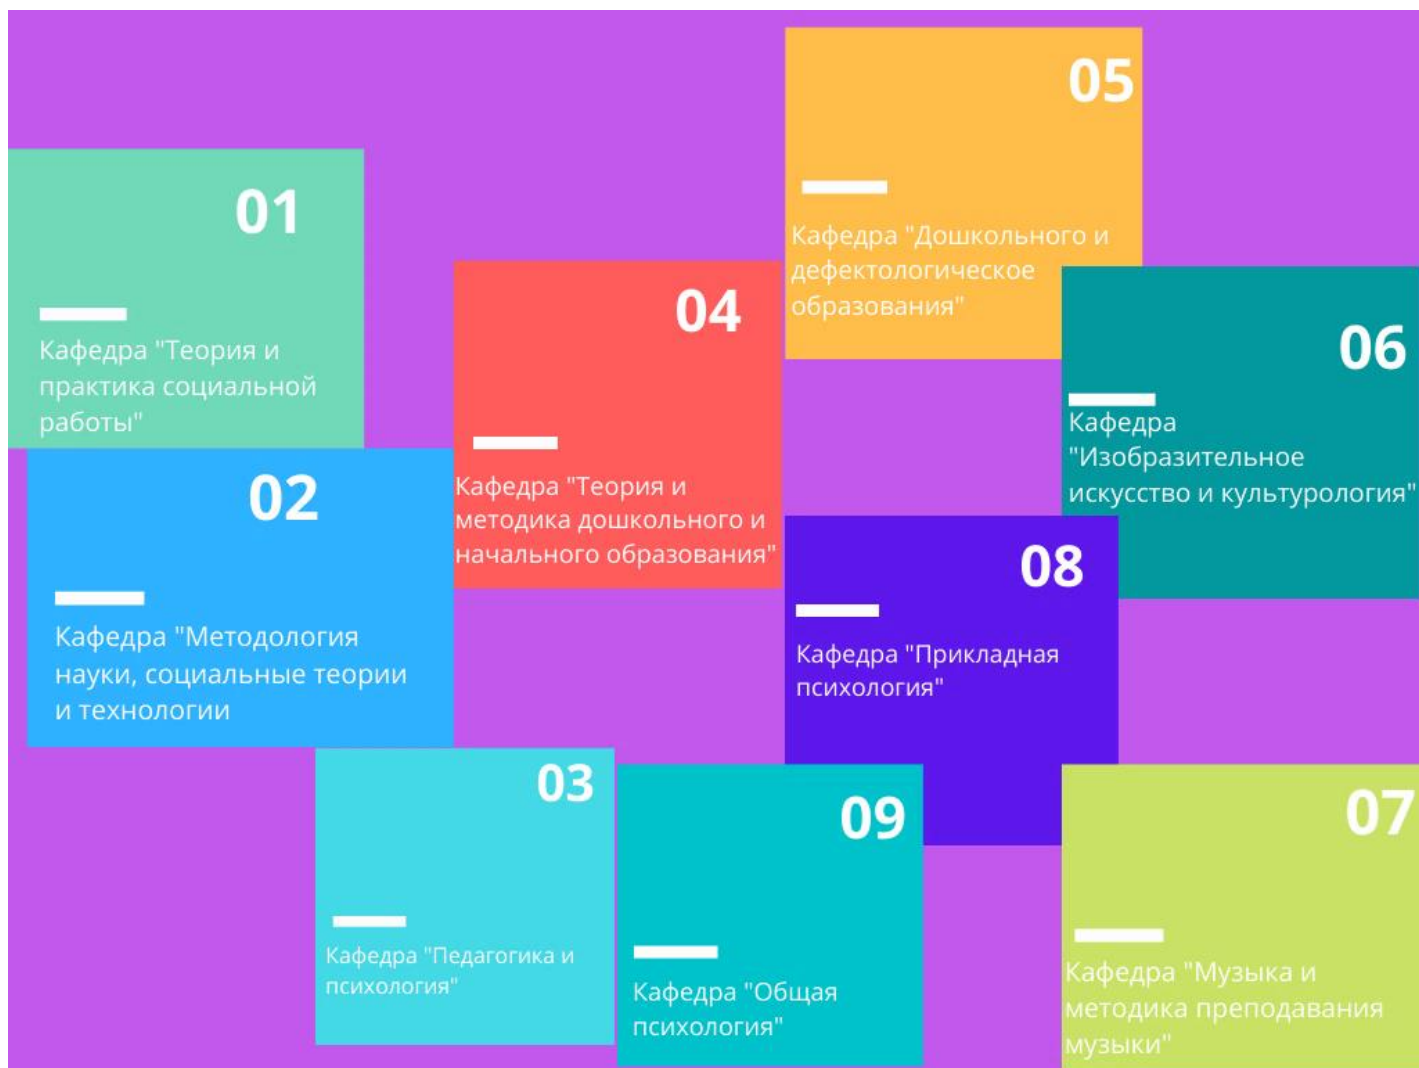 01
Кафедра "Теория и
практика социальной
работы"
02
Кафедра "Методология
науки, социальные теории
и технологии
03
Кафедра "Педагогика и
психология"
04
Кафедра "Теория и
методика дошкольного и
начального образования"
05
Кафедра "Дошкольного и
дефектологическое
образования"
06
Кафедра
"Изобразительное
искусство и культурология"
07
Кафедра "Музыка и
методика преподавания
музыки"
08
Кафедра "Прикладная
психология"
09
Кафедра "Общая
психология"